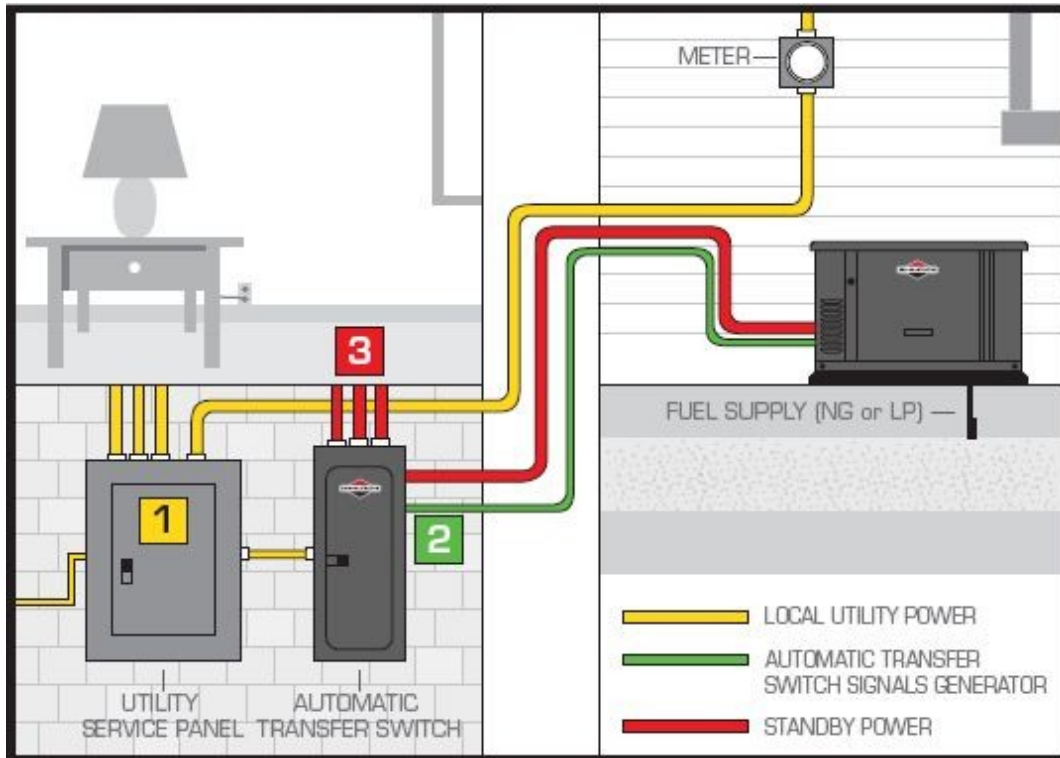 METER
3
FUEL SUPPLY (NG or LP)
1
2
LOCAL UTILITY POWER
UTILITY
SERVICE PANEL
AUTOMATIC
TRANSFER SWITCH
AUTOMATIC TRANSFER
SWITCH SIGNALS GENERATOR
STANDBY POWER